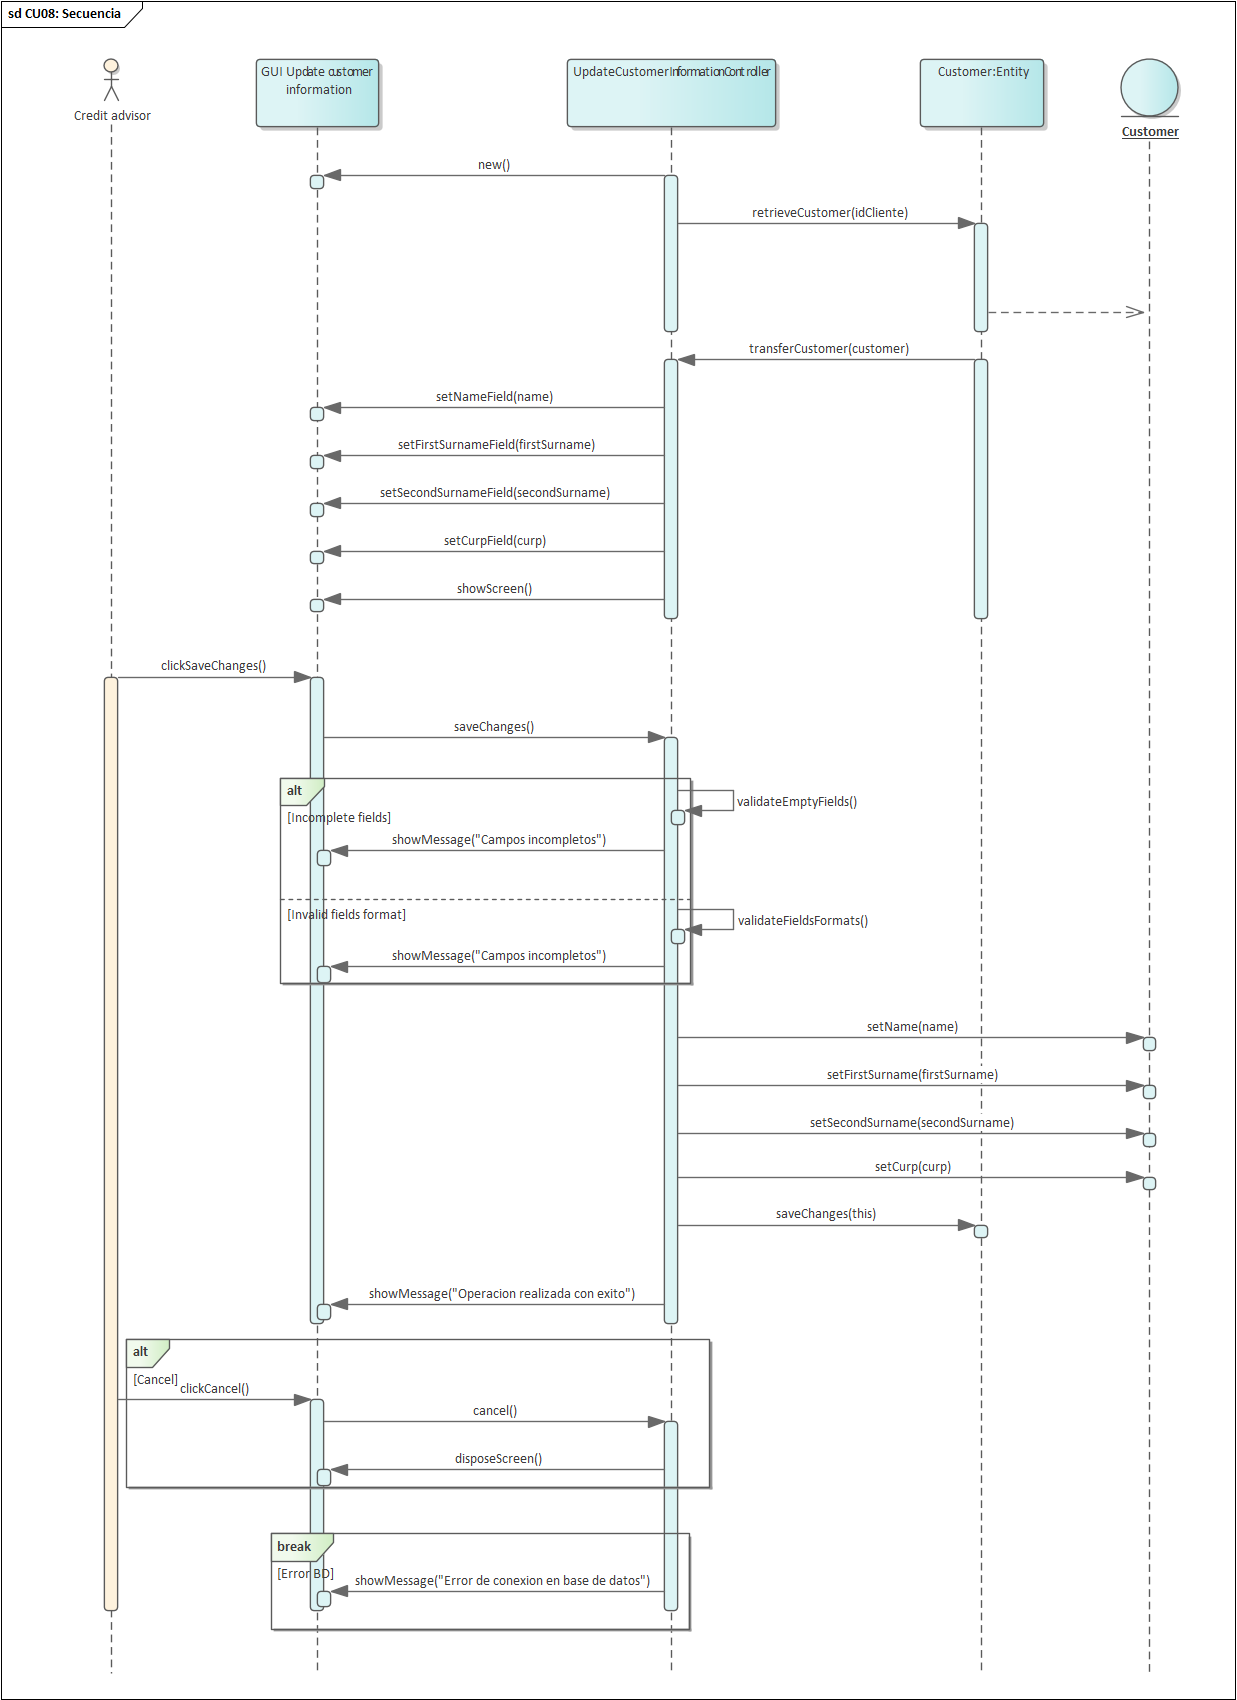 sd CU08: Secuencia
Credit advisor
GUI Update customer
information
UpdateCustomerInformationController
Customer:Entity
Customer
new()
retrieveCustomer(idCliente)
transferCustomer(customer)
setNameField(name)
setFirstSurnameField(firstSurname)
setSecondSurnameField(secondSurname)
setCurpField(curp)
showScreen()
clickSaveChanges()
saveChanges()
alt
validateEmptyFields()
[Incomplete fields]
showMessage("Campos incompletos")
[Invalid fields format]
validateFieldsFormats()
showMessage("Campos incompletos")
setName(name)
setFirstSurname(firstSurname)
setSecondSurname(secondSurname)
setCurp(curp)
saveChanges(this)
showMessage("Operacion realizada con exito")
alt
[Cancel]
clickCancel()
cancel()
disposeScreen()
break
[Error BD]
showMessage("Error de conexion en base de datos")